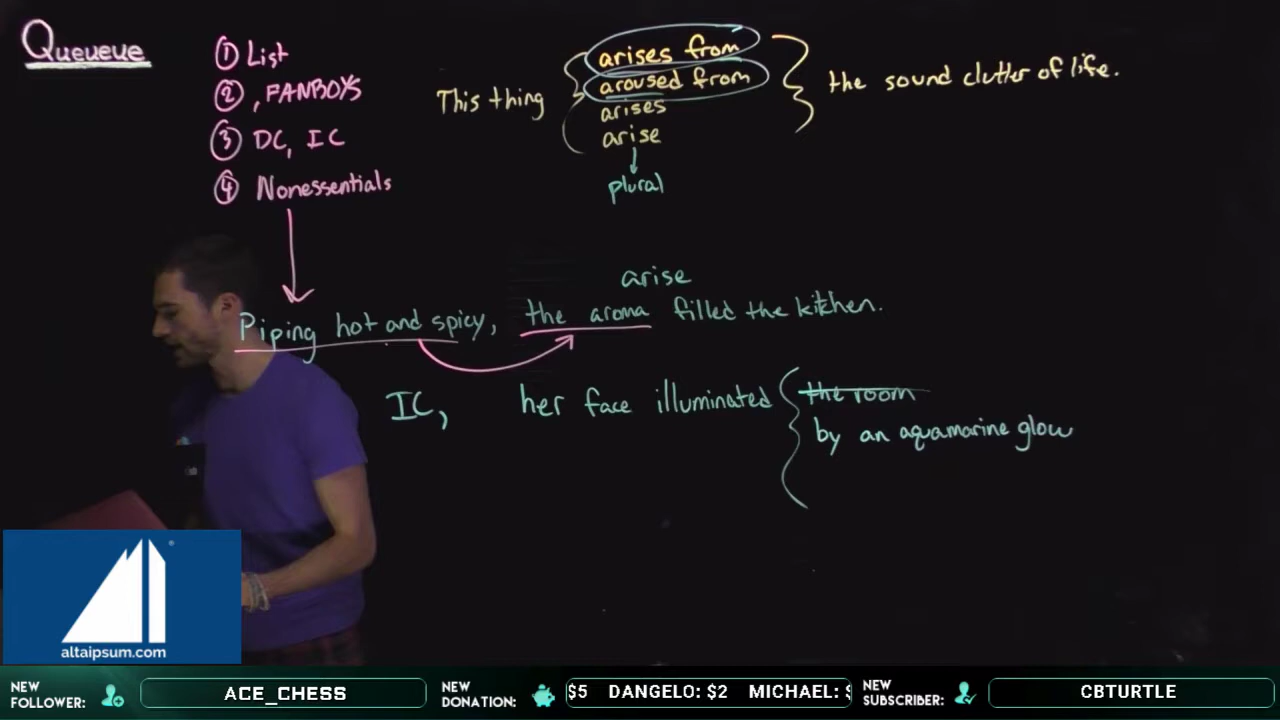 Queueue
① List
② , FANBOYS
③ DC, IC
④ Nonessentials
This thing
arises from
aroused from
arises
arise
plural
the sound clutter of life.
arise
Piping hot and spicy, the aroma filled the kitchen.
IC, her face illuminated
the room
by an aquamarine glow
altaipsum.com
NEW FOLLOWER: ACE_CHESS
NEW DONATION: $5 DANGELO: $2 MICHAEL: $
NEW SUBSCRIBER: CBTURTLE